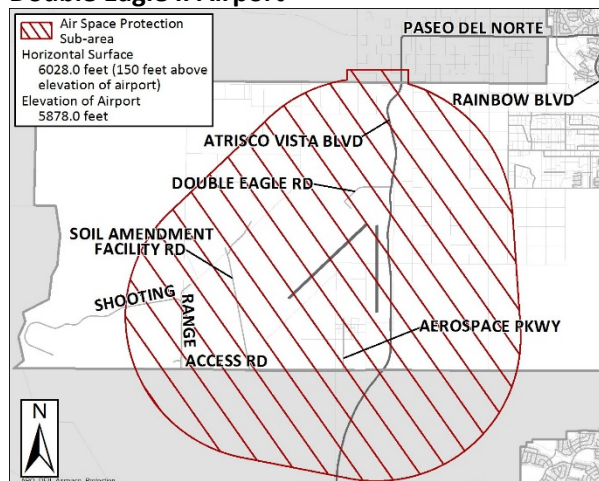 Double Eagle II Airport
Air Space Protection
Sub-area
Horizontal Surface
6028.0 feet (150 feet above
elevation of airport)
Elevation of Airport
5878.0 feet
PASEO DEL NORTE
RAINBOW BLVD
ATRISCO VISTA BLVD
DOUBLE EAGLE RD
SOIL AMENDMENT
FACILITY RD
SHOOTING
RANGE
ACCESS RD
AEROSPACE PKWY
N